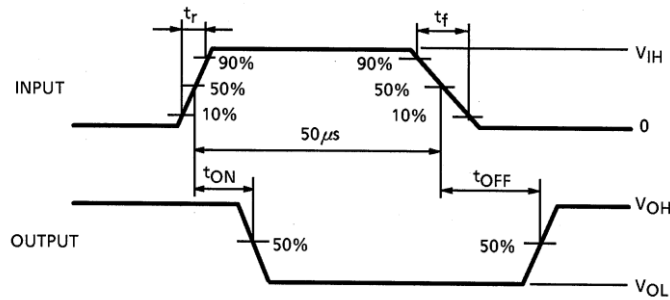 tr
tf
VIH
90%
90%
INPUT
50%
50%
10%
10%
0
50μs
tON
tOFF
VOH
OUTPUT
50%
50%
VOL